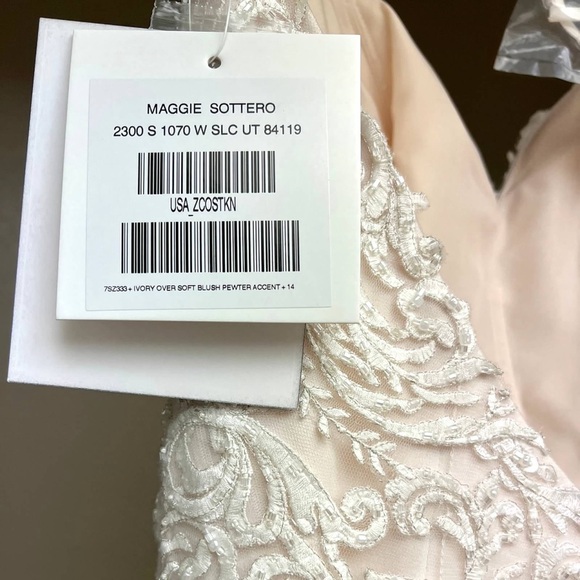 MAGGIE SOTTERO
2300 S 1070 W SLC UT 84119
USA_ZCOSTKN
7SZ333+ IVORY OVER SOFT BLUSH PEWTER ACCENT + 14